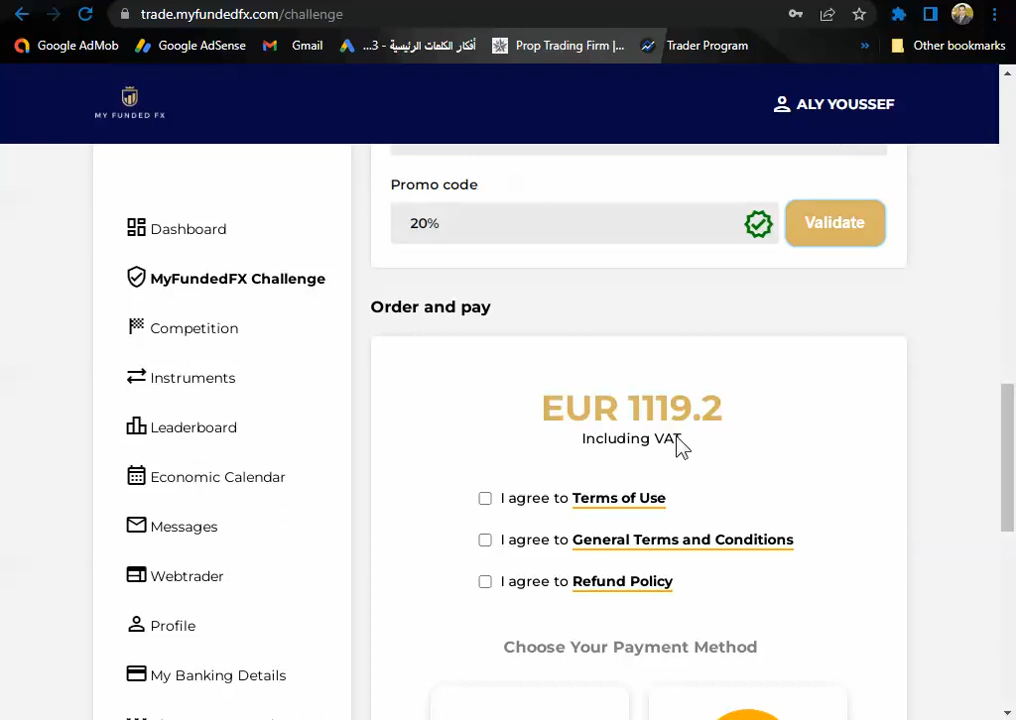 trade.myfundedfx.com/challenge
Google AdMob
Google AdSense
Gmail
أفكار الكلمات الرئيسية - 3...
Prop Trading Firm |...
Trader Program
»
Other bookmarks
MY FUNDED FX
ALY YOUSSEF
Promo code
20%
Validate
Dashboard
MyFundedFX Challenge
Competition
Instruments
Leaderboard
Economic Calendar
Messages
Webtrader
Profile
My Banking Details
Order and pay
EUR 1119.2
Including VAT
I agree to Terms of Use
I agree to General Terms and Conditions
I agree to Refund Policy
Choose Your Payment Method